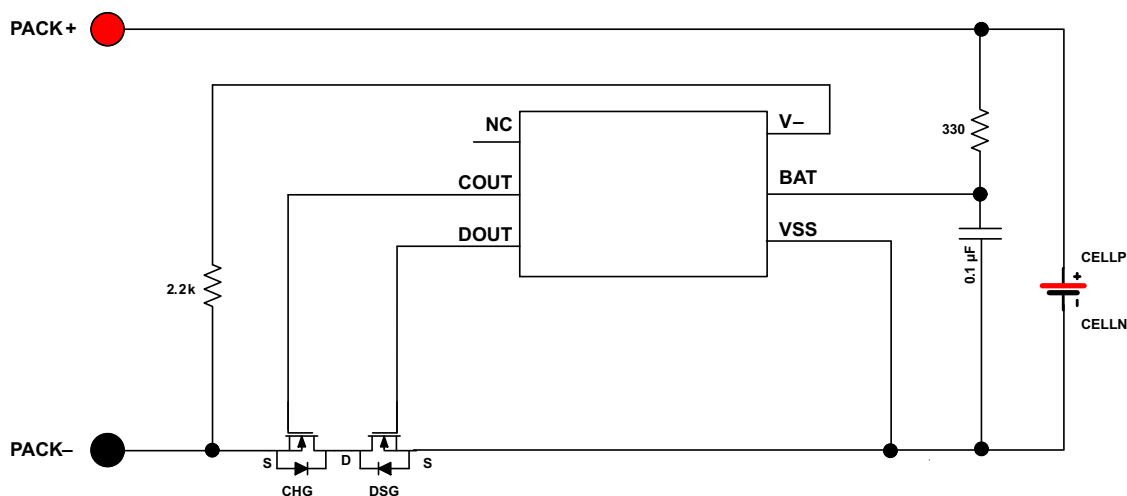 PACK+
NC
V–
330
COUT
BAT
DOUT
VSS
0.1 µF
CELLP
+
2.2k
-
CELLN
PACK–
S
D
S
CHG
DSG